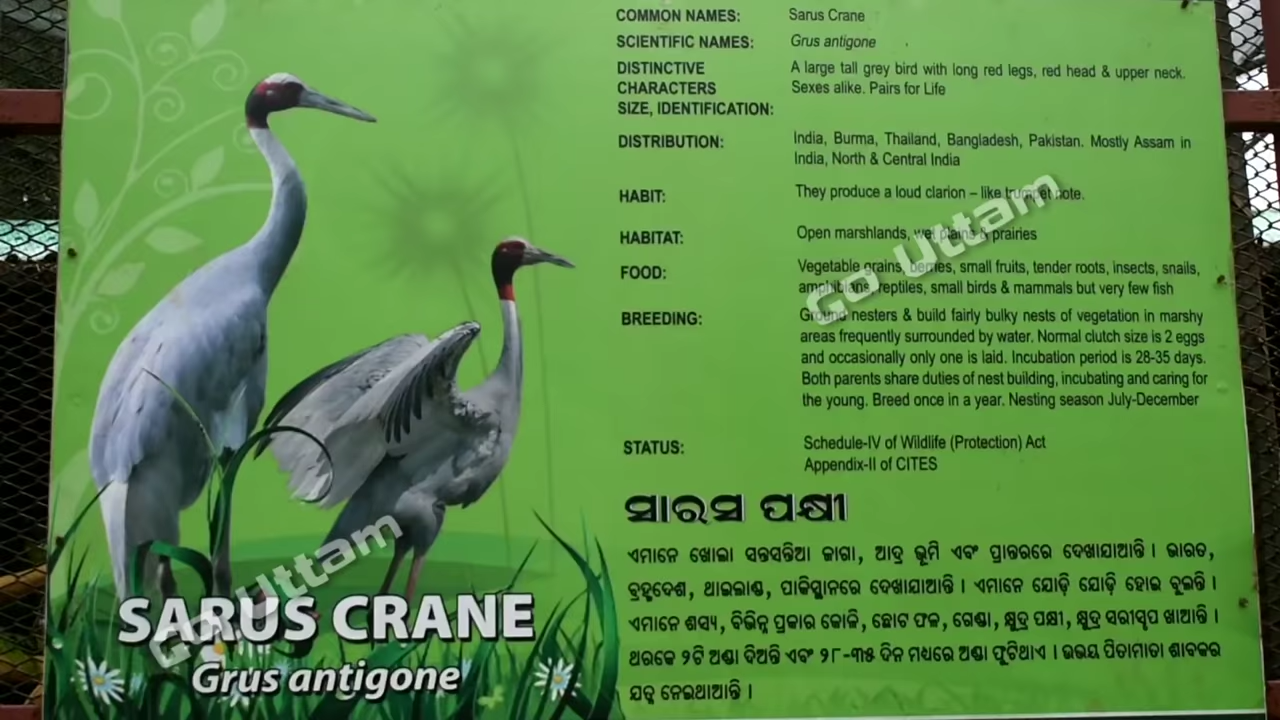 COMMON NAMES: Sarus Crane
SCIENTIFIC NAMES: Grus antigone
DISTINCTIVE A large tall grey bird with long red legs, red head & upper neck.
CHARACTERS Sexes alike. Pairs for Life
SIZE, IDENTIFICATION:
DISTRIBUTION: India, Burma, Thailand, Bangladesh, Pakistan. Mostly Assam in
India, North & Central India
HABIT: They produce a loud clarion – like trumpet note.
HABITAT: Open marshlands, wet plains & prairies
FOOD: Vegetable grains, berries, small fruits, tender roots, insects, snails,
amphibians, reptiles, small birds & mammals but very few fish
BREEDING: Ground nesters & build fairly bulky nests of vegetation in marshy
areas frequently surrounded by water. Normal clutch size is 2 eggs
and occasionally only one is laid. Incubation period is 28-35 days.
Both parents share duties of nest building, incubating and caring for
the young. Breed once in a year. Nesting season July-December
STATUS: Schedule-IV of Wildlife (Protection) Act
Appendix-II of CITES
ସାରସ ପକ୍ଷୀ
ଏମାନେ ଖୋଲା ସନ୍ତସନ୍ତିଆ ଜାଗା, ଆଦ୍ର ଭୂମି ଏବଂ ପ୍ରାନ୍ତରରେ ଦେଖାଯାଆନ୍ତି । ଭାରତ,
ବ୍ରହ୍ମଦେଶ, ଥାଇଲାଣ୍ଡ, ପାକିସ୍ଥାନରେ ଦେଖାଯାଆନ୍ତି । ଏମାନେ ଯୋଡ଼ି ଯୋଡ଼ି ହୋଇ ବୁଲନ୍ତି ।
ଏମାନେ ଶସ୍ୟ, ବିଭିନ୍ନ ପ୍ରକାର କୋଳି, ଛୋଟ ଫଳ, ଗେଣ୍ଡା, କ୍ଷୁଦ୍ର ପକ୍ଷୀ, କ୍ଷୁଦ୍ର ସରୀସୃପ ଖାଆନ୍ତି ।
ଥରକେ ୨ଟି ଅଣ୍ଡା ଦିଅନ୍ତି ଏବଂ ୨୮-୩୫ ଦିନ ମଧ୍ୟରେ ଅଣ୍ଡା ଫୁଟିଥାଏ । ଉଭୟ ପିତାମାତା ଶାବକର
ଯତ୍ନ ନେଇଥାଆନ୍ତି ।
SARUS CRANE
Grus antigone
Go Uttam
Go Uttam